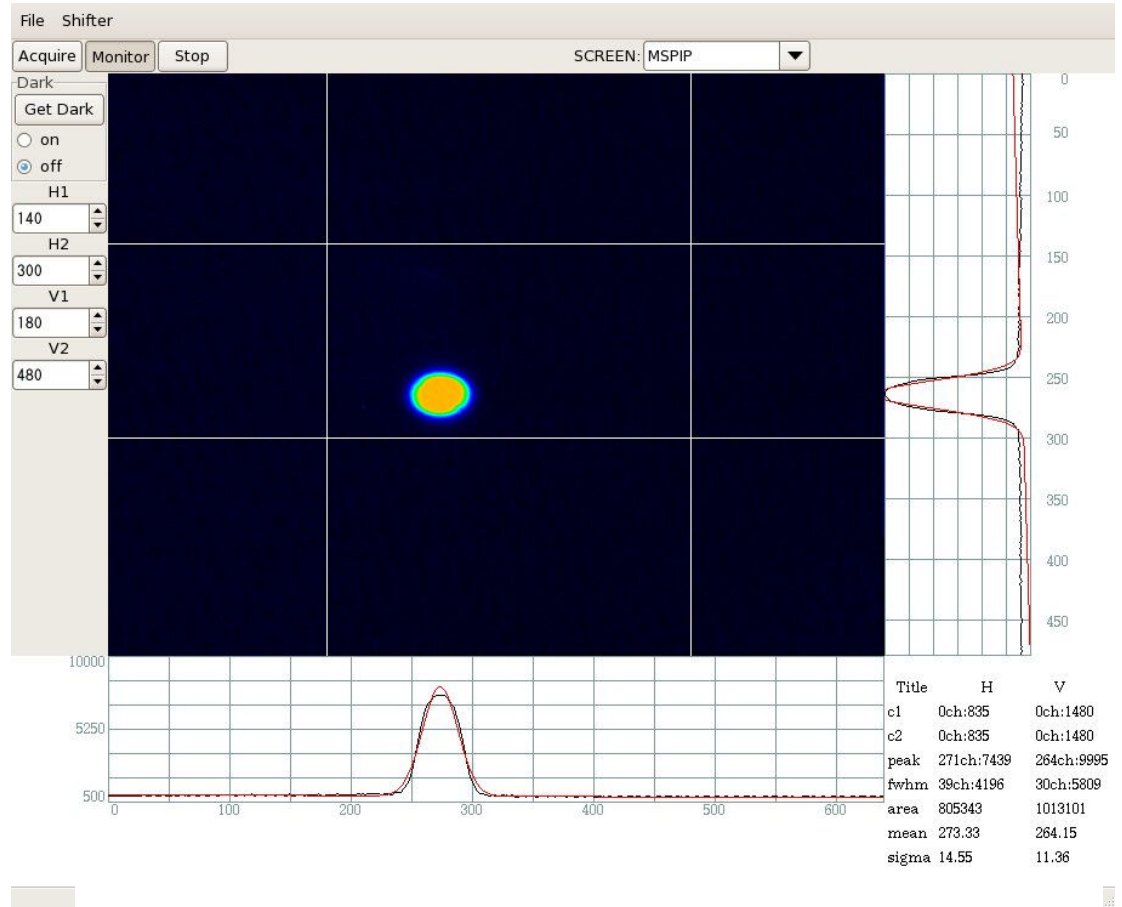 File Shifter
Acquire Monitor Stop SCREEN: MSPIP
Dark
Get Dark
on
off
H1
140
H2
300
V1
180
V2
480
0
50
100
150
200
250
300
350
400
450
10000
5250
500
0 100 200 300 400 500 600
Title H V
c1 0ch:835 0ch:1480
c2 0ch:835 0ch:1480
peak 271ch:7439 264ch:9995
fwhm 39ch:4196 30ch:5809
area 805343 1013101
mean 273.33 264.15
sigma 14.55 11.36